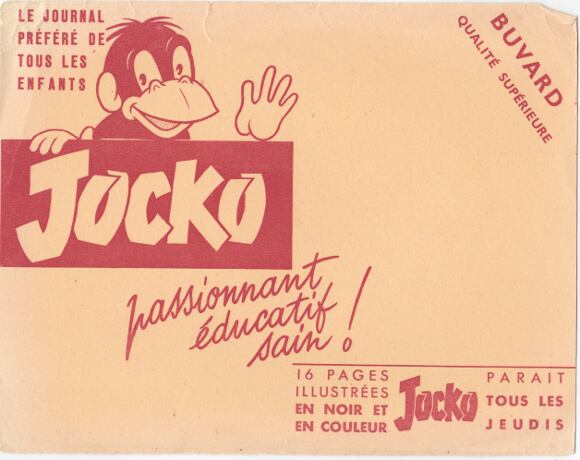 LE JOURNAL
PRÉFÉRÉ DE
TOUS LES
ENFANTS
BUVARD
QUALITÉ SUPÉRIEURE
JOCKO
passionnant
éducatif
sain !
16 PAGES
ILLUSTRÉES
EN NOIR ET
EN COULEUR
Jocko
PARAIT
TOUS LES
JEUDIS